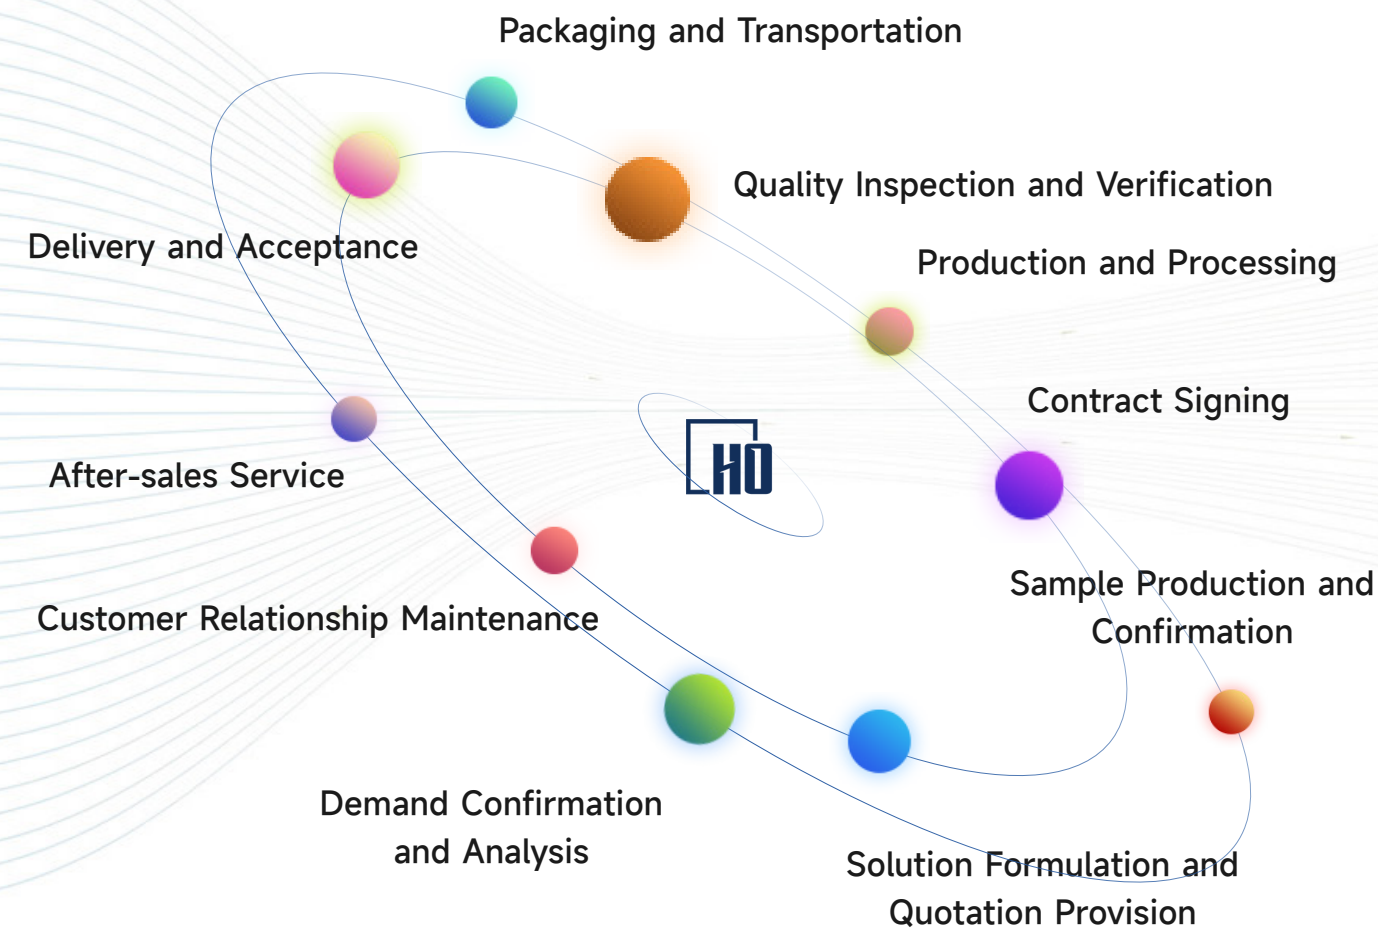 Packaging and Transportation
Quality Inspection and Verification
Delivery and Acceptance
Production and Processing
Contract Signing
HO
After-sales Service
Sample Production and
Confirmation
Customer Relationship Maintenance
Demand Confirmation
and Analysis
Solution Formulation and
Quotation Provision